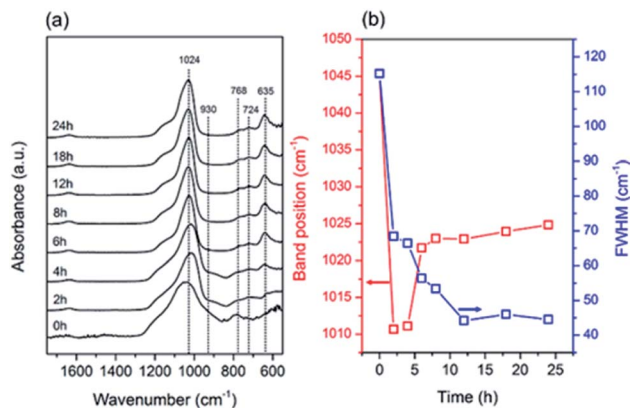 (a)
(b)
1024
930
768
724
635
24h
18h
12h
8h
6h
4h
2h
0h
Absorbance (a.u.)
1600
1400
1200
1000
800
600
Wavenumber (cm⁻¹)
1050
1045
1040
1035
1030
1025
1020
1015
1010
Band position (cm⁻¹)
120
110
100
90
80
70
60
50
40
FWHM (cm⁻¹)
0
5
10
15
20
25
Time (h)